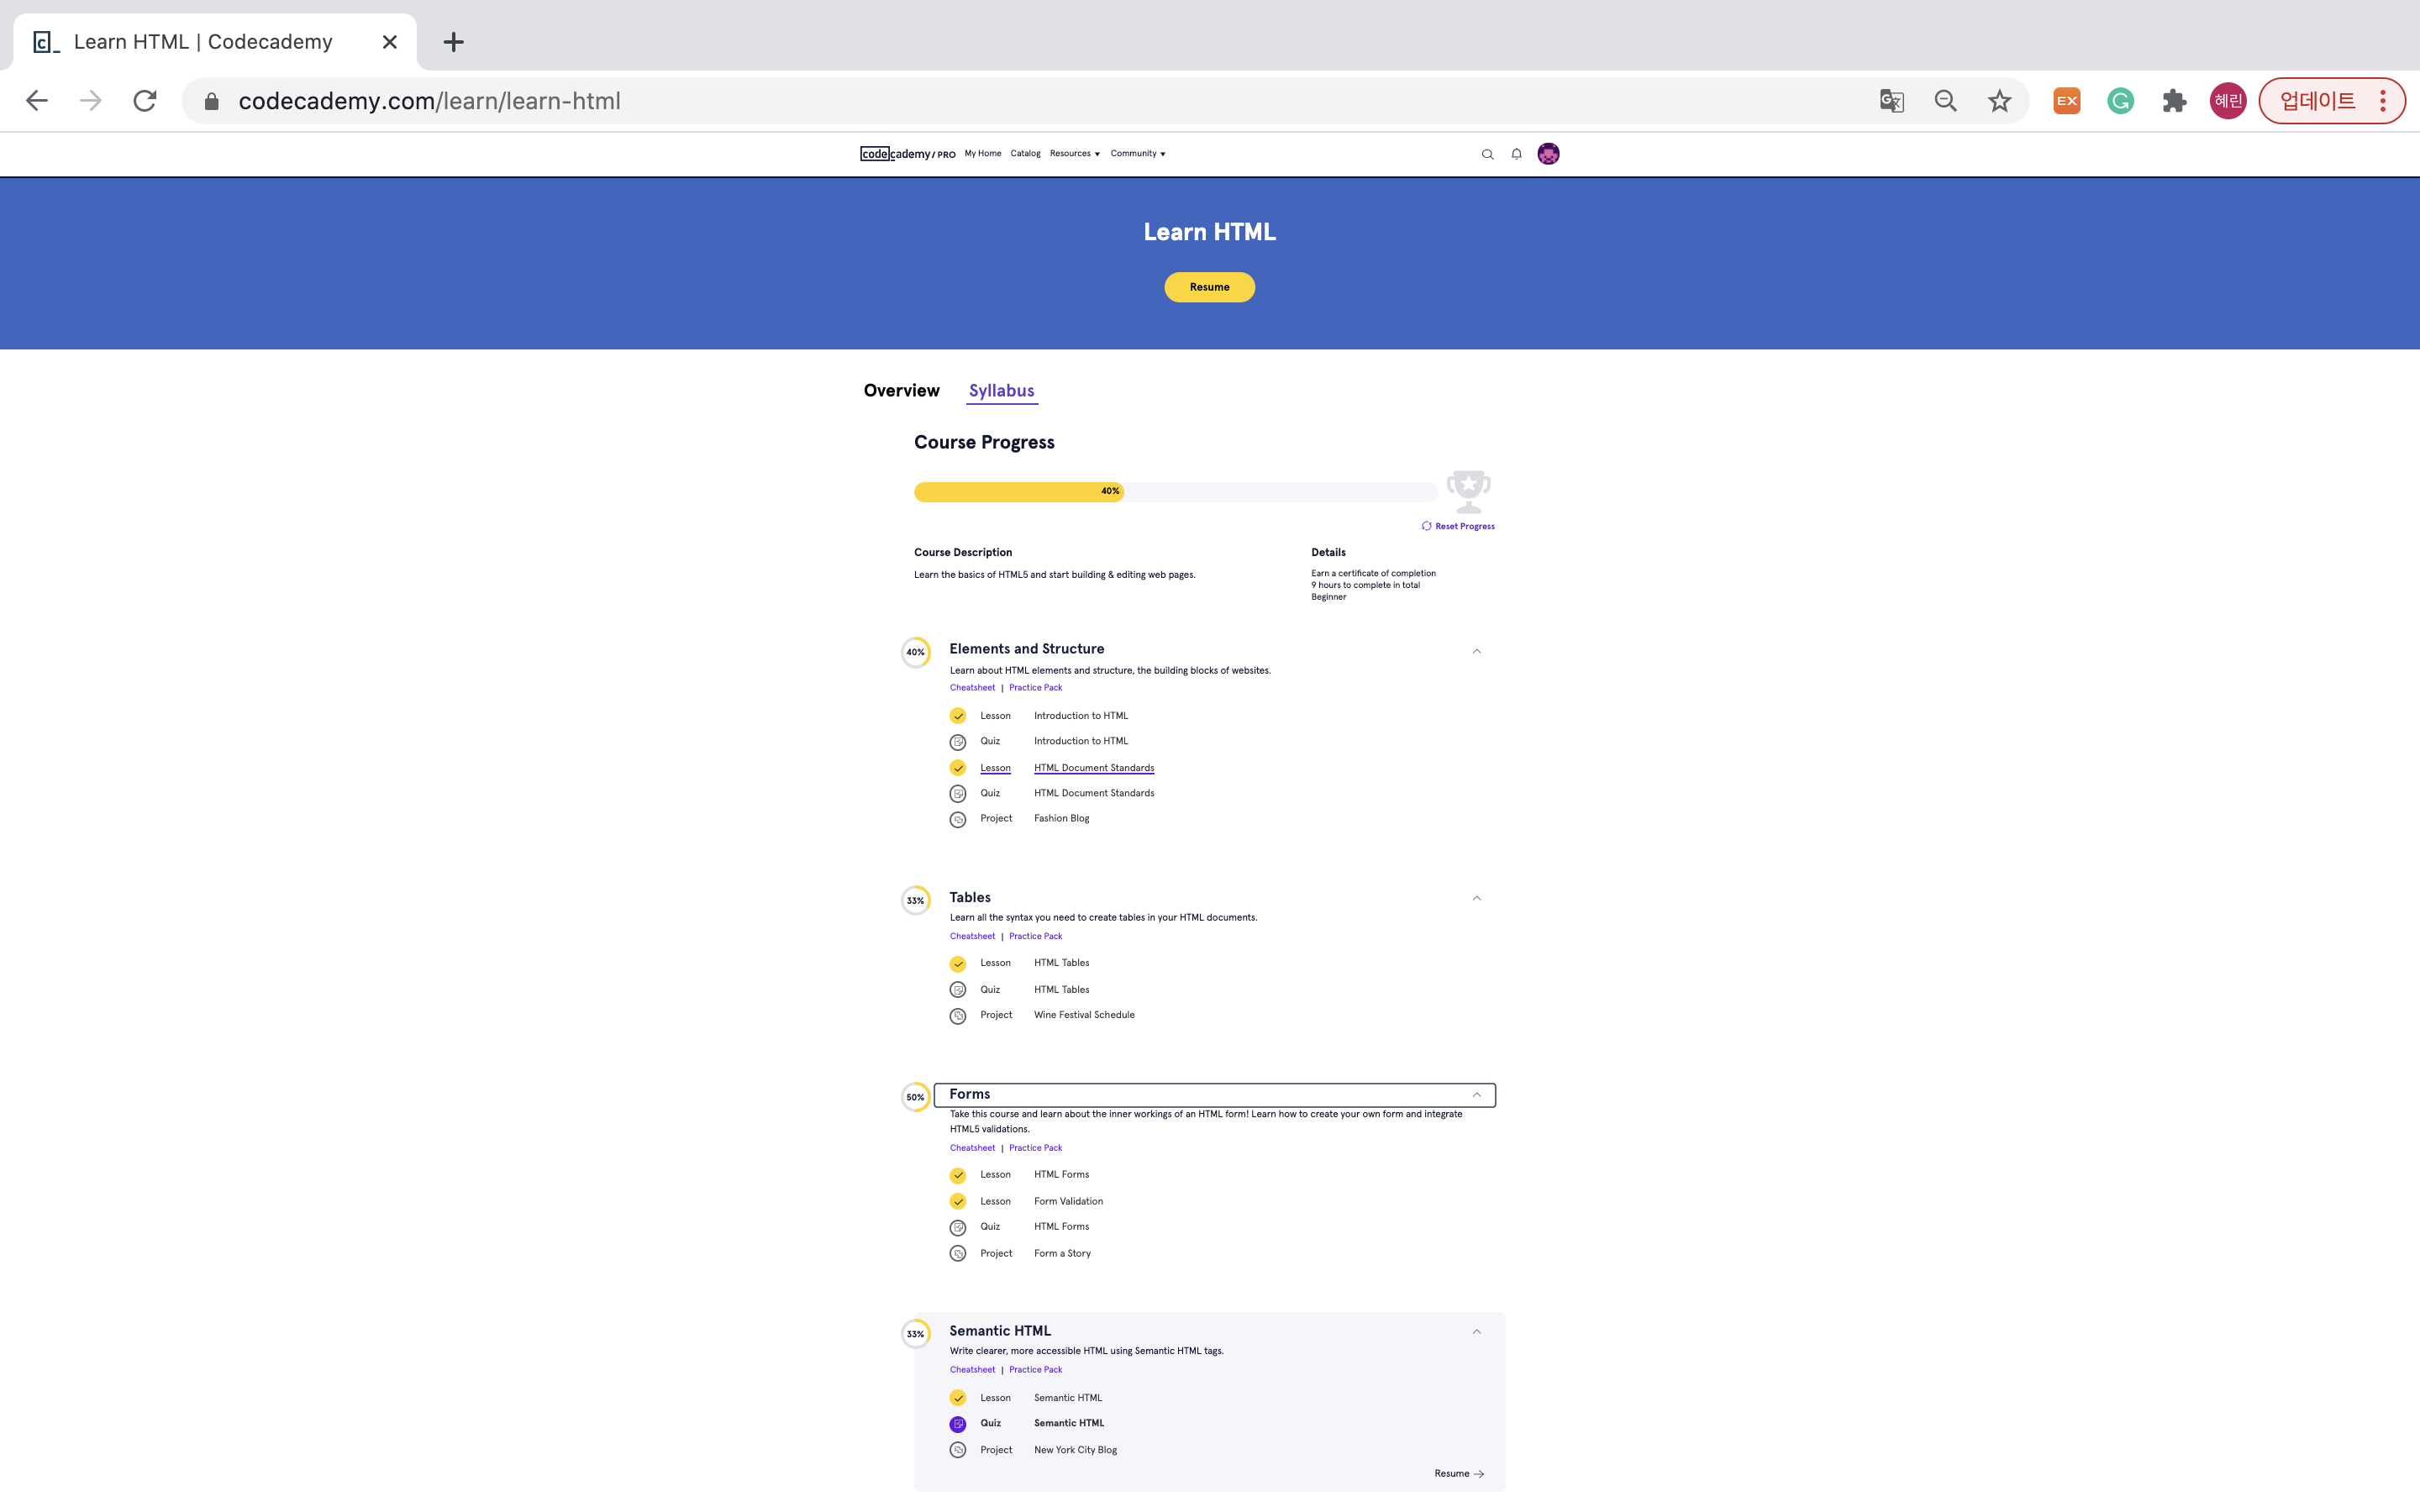 Learn HTML | Codecademy
codecademy.com/learn/learn-html
EX
혜린
업데이트
codecademy/PRO My Home Catalog Resources Community
Learn HTML
Resume
Overview Syllabus
Course Progress
40%
Reset Progress
Course Description
Learn the basics of HTML5 and start building & editing web pages.
Details
Earn a certificate of completion
9 hours to complete in total
Beginner
40% Elements and Structure
Learn about HTML elements and structure, the building blocks of websites.
Cheatsheet | Practice Pack
Lesson Introduction to HTML
Quiz Introduction to HTML
Lesson HTML Document Standards
Quiz HTML Document Standards
Project Fashion Blog
33% Tables
Learn all the syntax you need to create tables in your HTML documents.
Cheatsheet | Practice Pack
Lesson HTML Tables
Quiz HTML Tables
Project Wine Festival Schedule
50% Forms
Take this course and learn about the inner workings of an HTML form! Learn how to create your own form and integrate
HTML5 validations.
Cheatsheet | Practice Pack
Lesson HTML Forms
Lesson Form Validation
Quiz HTML Forms
Project Form a Story
33% Semantic HTML
Write clearer, more accessible HTML using Semantic HTML tags.
Cheatsheet | Practice Pack
Lesson Semantic HTML
Quiz Semantic HTML
Project New York City Blog
Resume